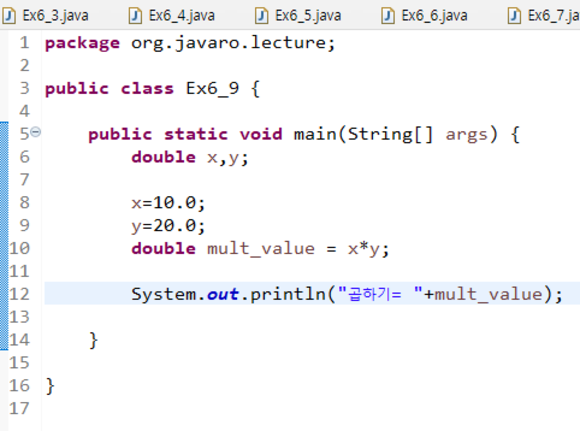 Ex6_3.java Ex6_4.java Ex6_5.java Ex6_6.java Ex6_7.ja
1 package org.javaro.lecture;
2
3 public class Ex6_9 {
4
5 public static void main(String[] args) {
6 double x,y;
7
8 x=10.0;
9 y=20.0;
10 double mult_value = x*y;
11
12 System.out.println("곱하기= "+mult_value);
13
14 }
15
16 }
17